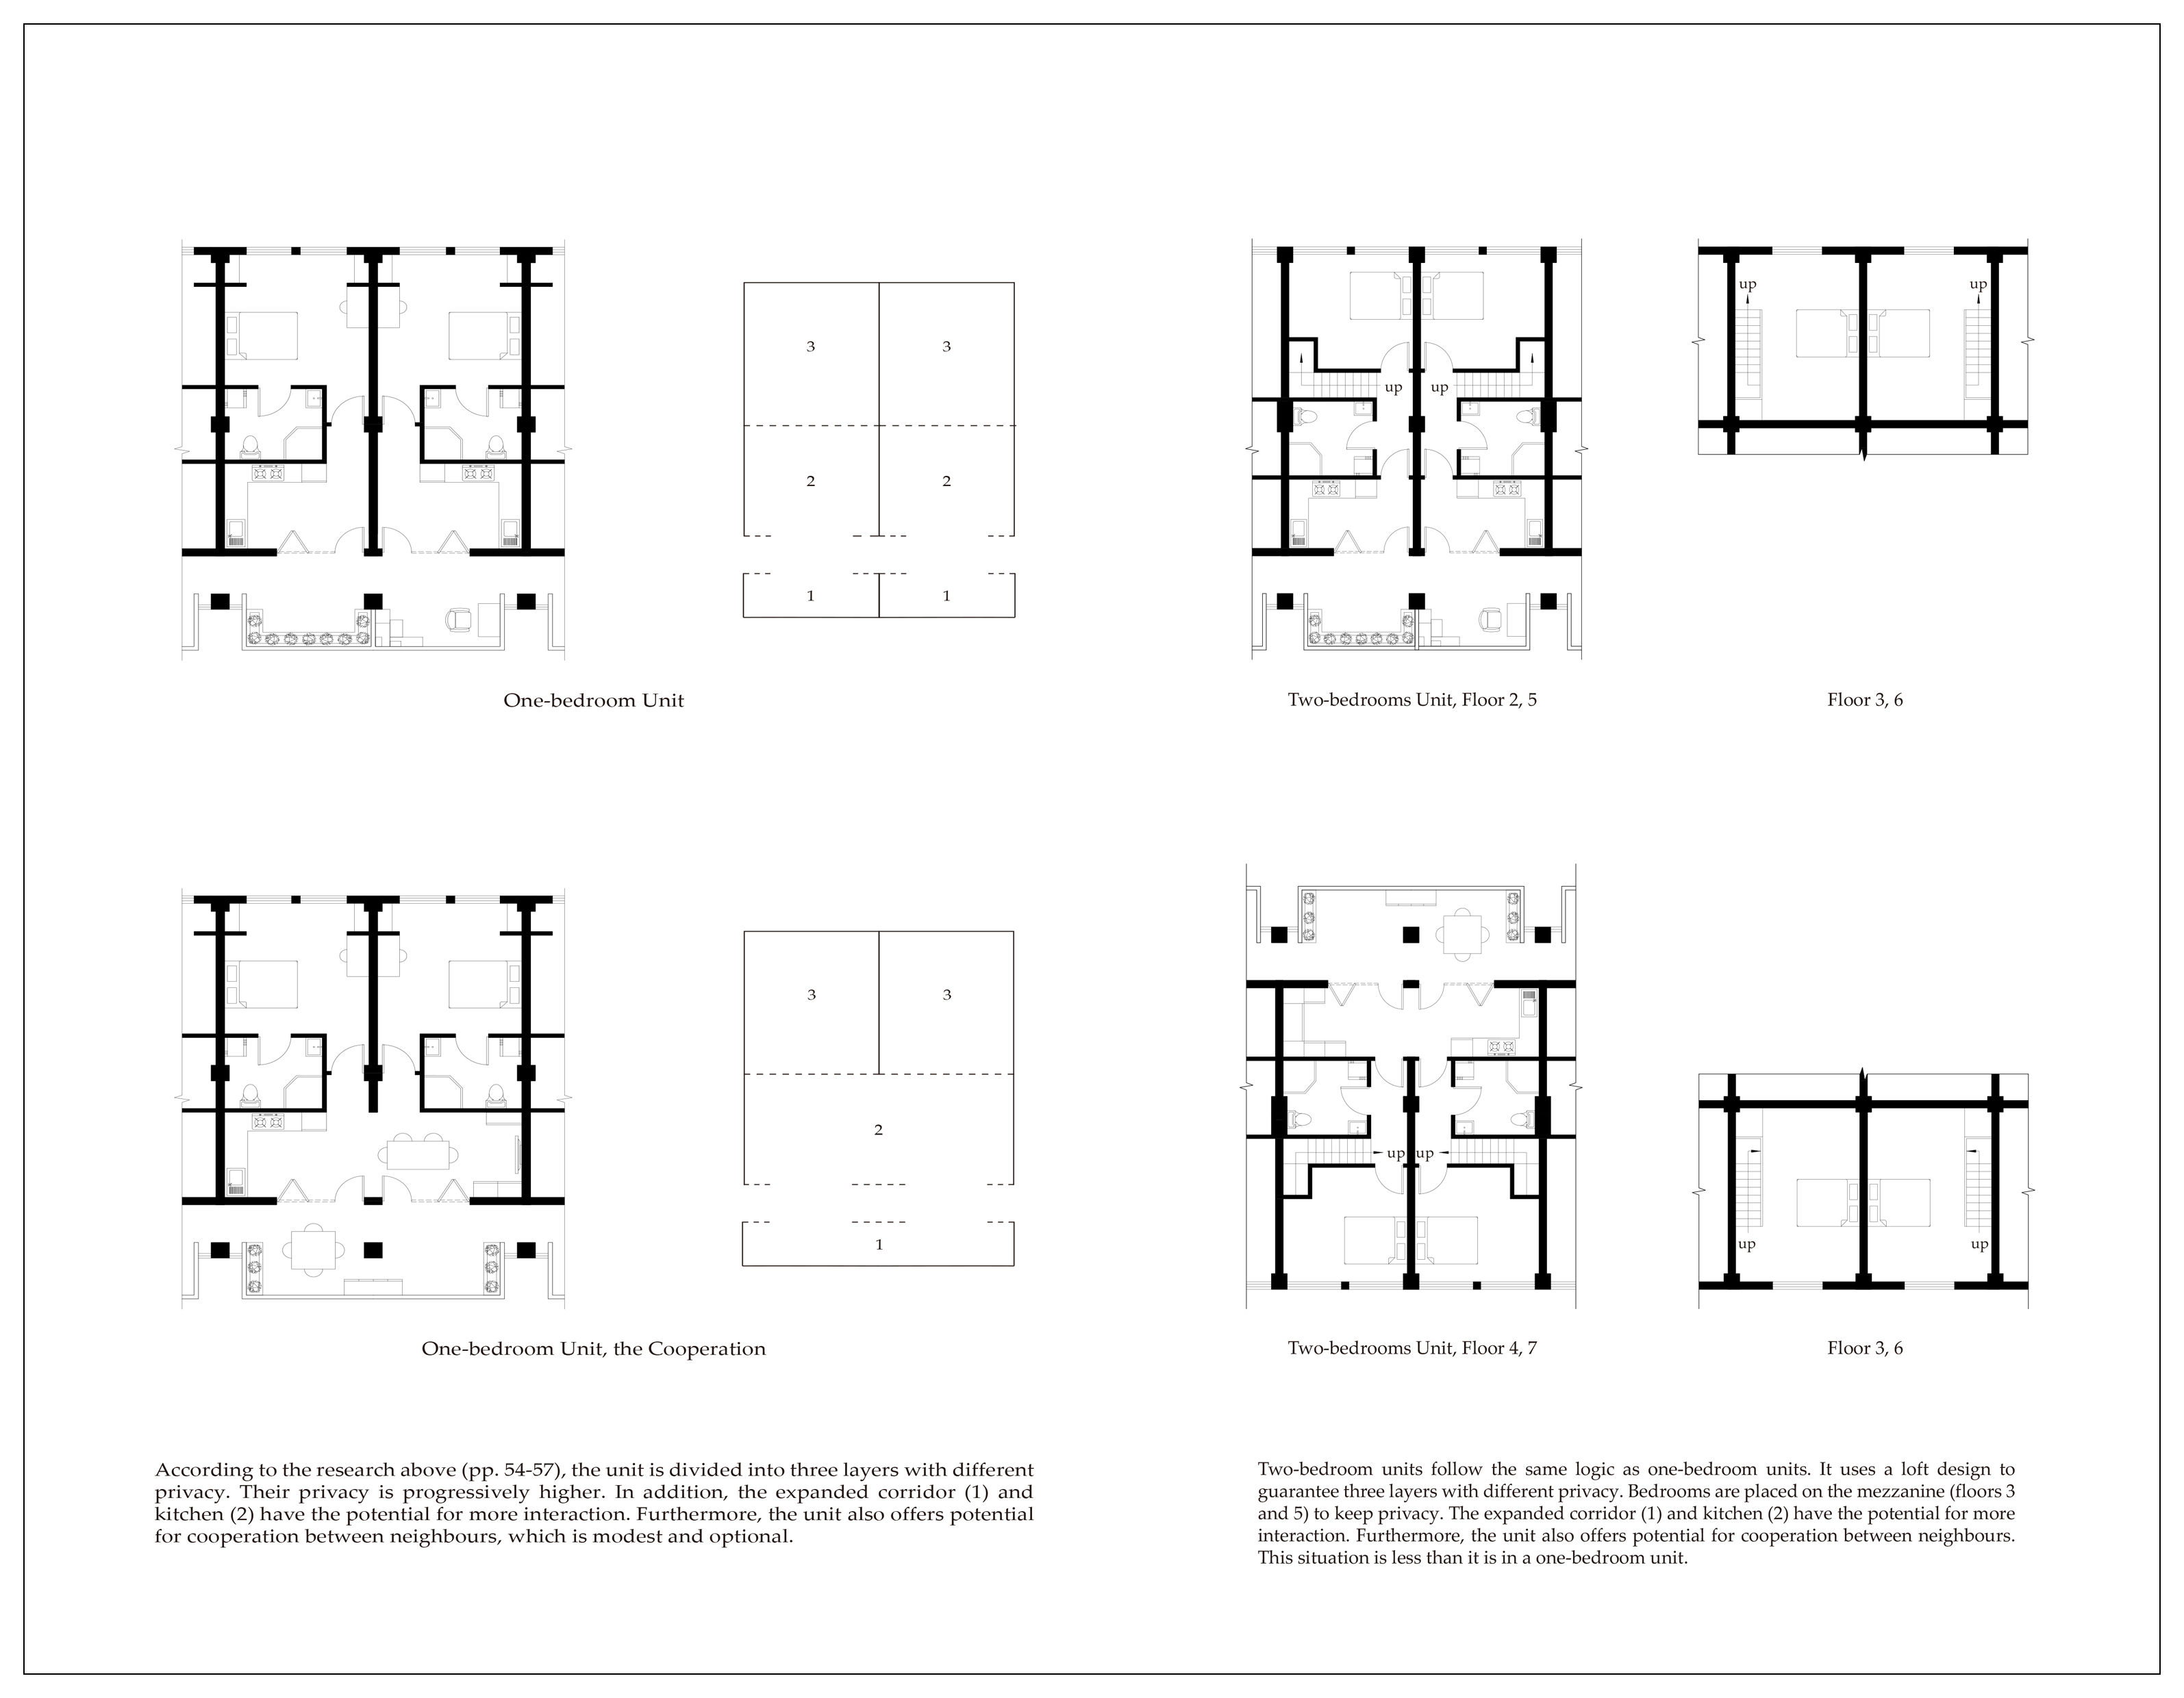 up
up
3
3
up
up
2
2
1
1
One-bedroom Unit
Two-bedrooms Unit, Floor 2, 5
Floor 3, 6
3
3
2
up
up
up
up
1
One-bedroom Unit, the Cooperation
Two-bedrooms Unit, Floor 4, 7
Floor 3, 6
According to the research above (pp. 54-57), the unit is divided into three layers with different
privacy. Their privacy is progressively higher. In addition, the expanded corridor (1) and
kitchen (2) have the potential for more interaction. Furthermore, the unit also offers potential
for cooperation between neighbours, which is modest and optional.
Two-bedroom units follow the same logic as one-bedroom units. It uses a loft design to
guarantee three layers with different privacy. Bedrooms are placed on the mezzanine (floors 3
and 5) to keep privacy. The expanded corridor (1) and kitchen (2) have the potential for more
interaction. Furthermore, the unit also offers potential for cooperation between neighbours.
This situation is less than it is in a one-bedroom unit.